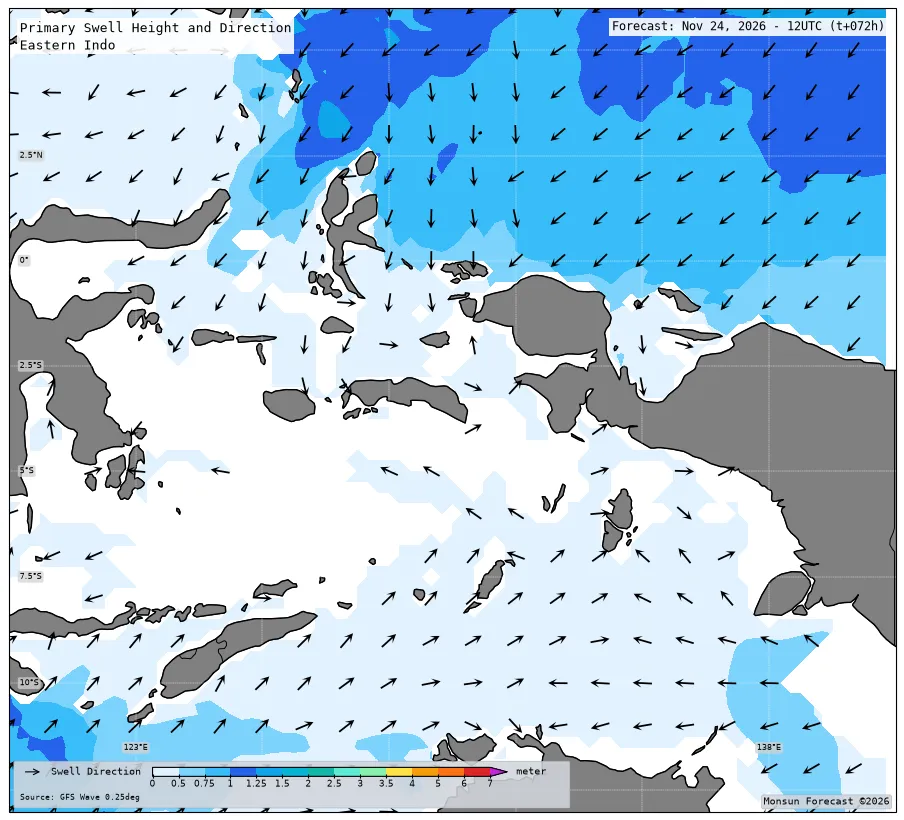 Primary Swell Height and Direction
Eastern Indo
Forecast: Nov 24, 2026 - 12UTC (t+072h)
2.5°N
0°
2.5°S
5°S
7.5°S
10°S
123°E
138°E
Swell Direction
meter
0 0.5 0.75 1 1.25 1.5 2 2.5 3 3.5 4 5 6 7
Source: GFS Wave 0.25deg
Monsun Forecast ©2026